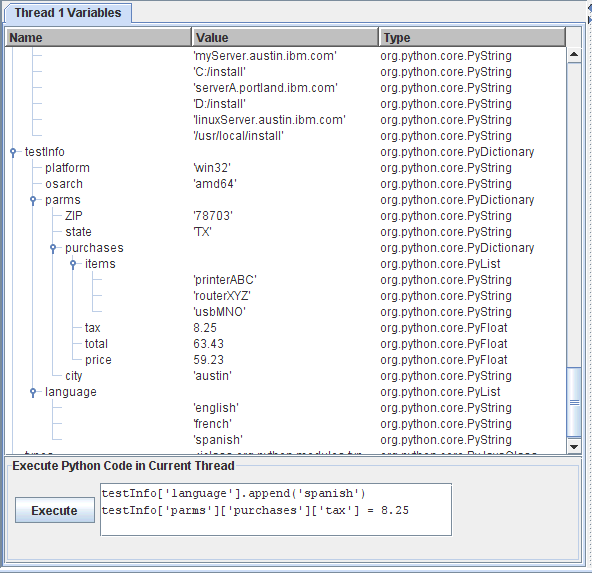 Thread 1 Variables
Name Value Type
'myServer.austin.ibm.com' org.python.core.PyString
'C:/install' org.python.core.PyString
'serverA.portland.ibm.com' org.python.core.PyString
'D:/install' org.python.core.PyString
'linuxServer.austin.ibm.com' org.python.core.PyString
'/usr/local/install' org.python.core.PyString
testInfo org.python.core.PyDictionary
platform 'win32' org.python.core.PyString
osarch 'amd64' org.python.core.PyString
parms org.python.core.PyDictionary
ZIP '78703' org.python.core.PyString
state 'TX' org.python.core.PyString
purchases org.python.core.PyDictionary
items org.python.core.PyList
'printerABC' org.python.core.PyString
'routerXYZ' org.python.core.PyString
'usbMNO' org.python.core.PyString
tax 8.25 org.python.core.PyFloat
total 63.43 org.python.core.PyFloat
price 59.23 org.python.core.PyFloat
city 'austin' org.python.core.PyString
language org.python.core.PyList
'english' org.python.core.PyString
'french' org.python.core.PyString
'spanish' org.python.core.PyString
Execute Python Code in Current Thread
Execute
testInfo['language'].append('spanish')
testInfo['parms']['purchases']['tax'] = 8.25